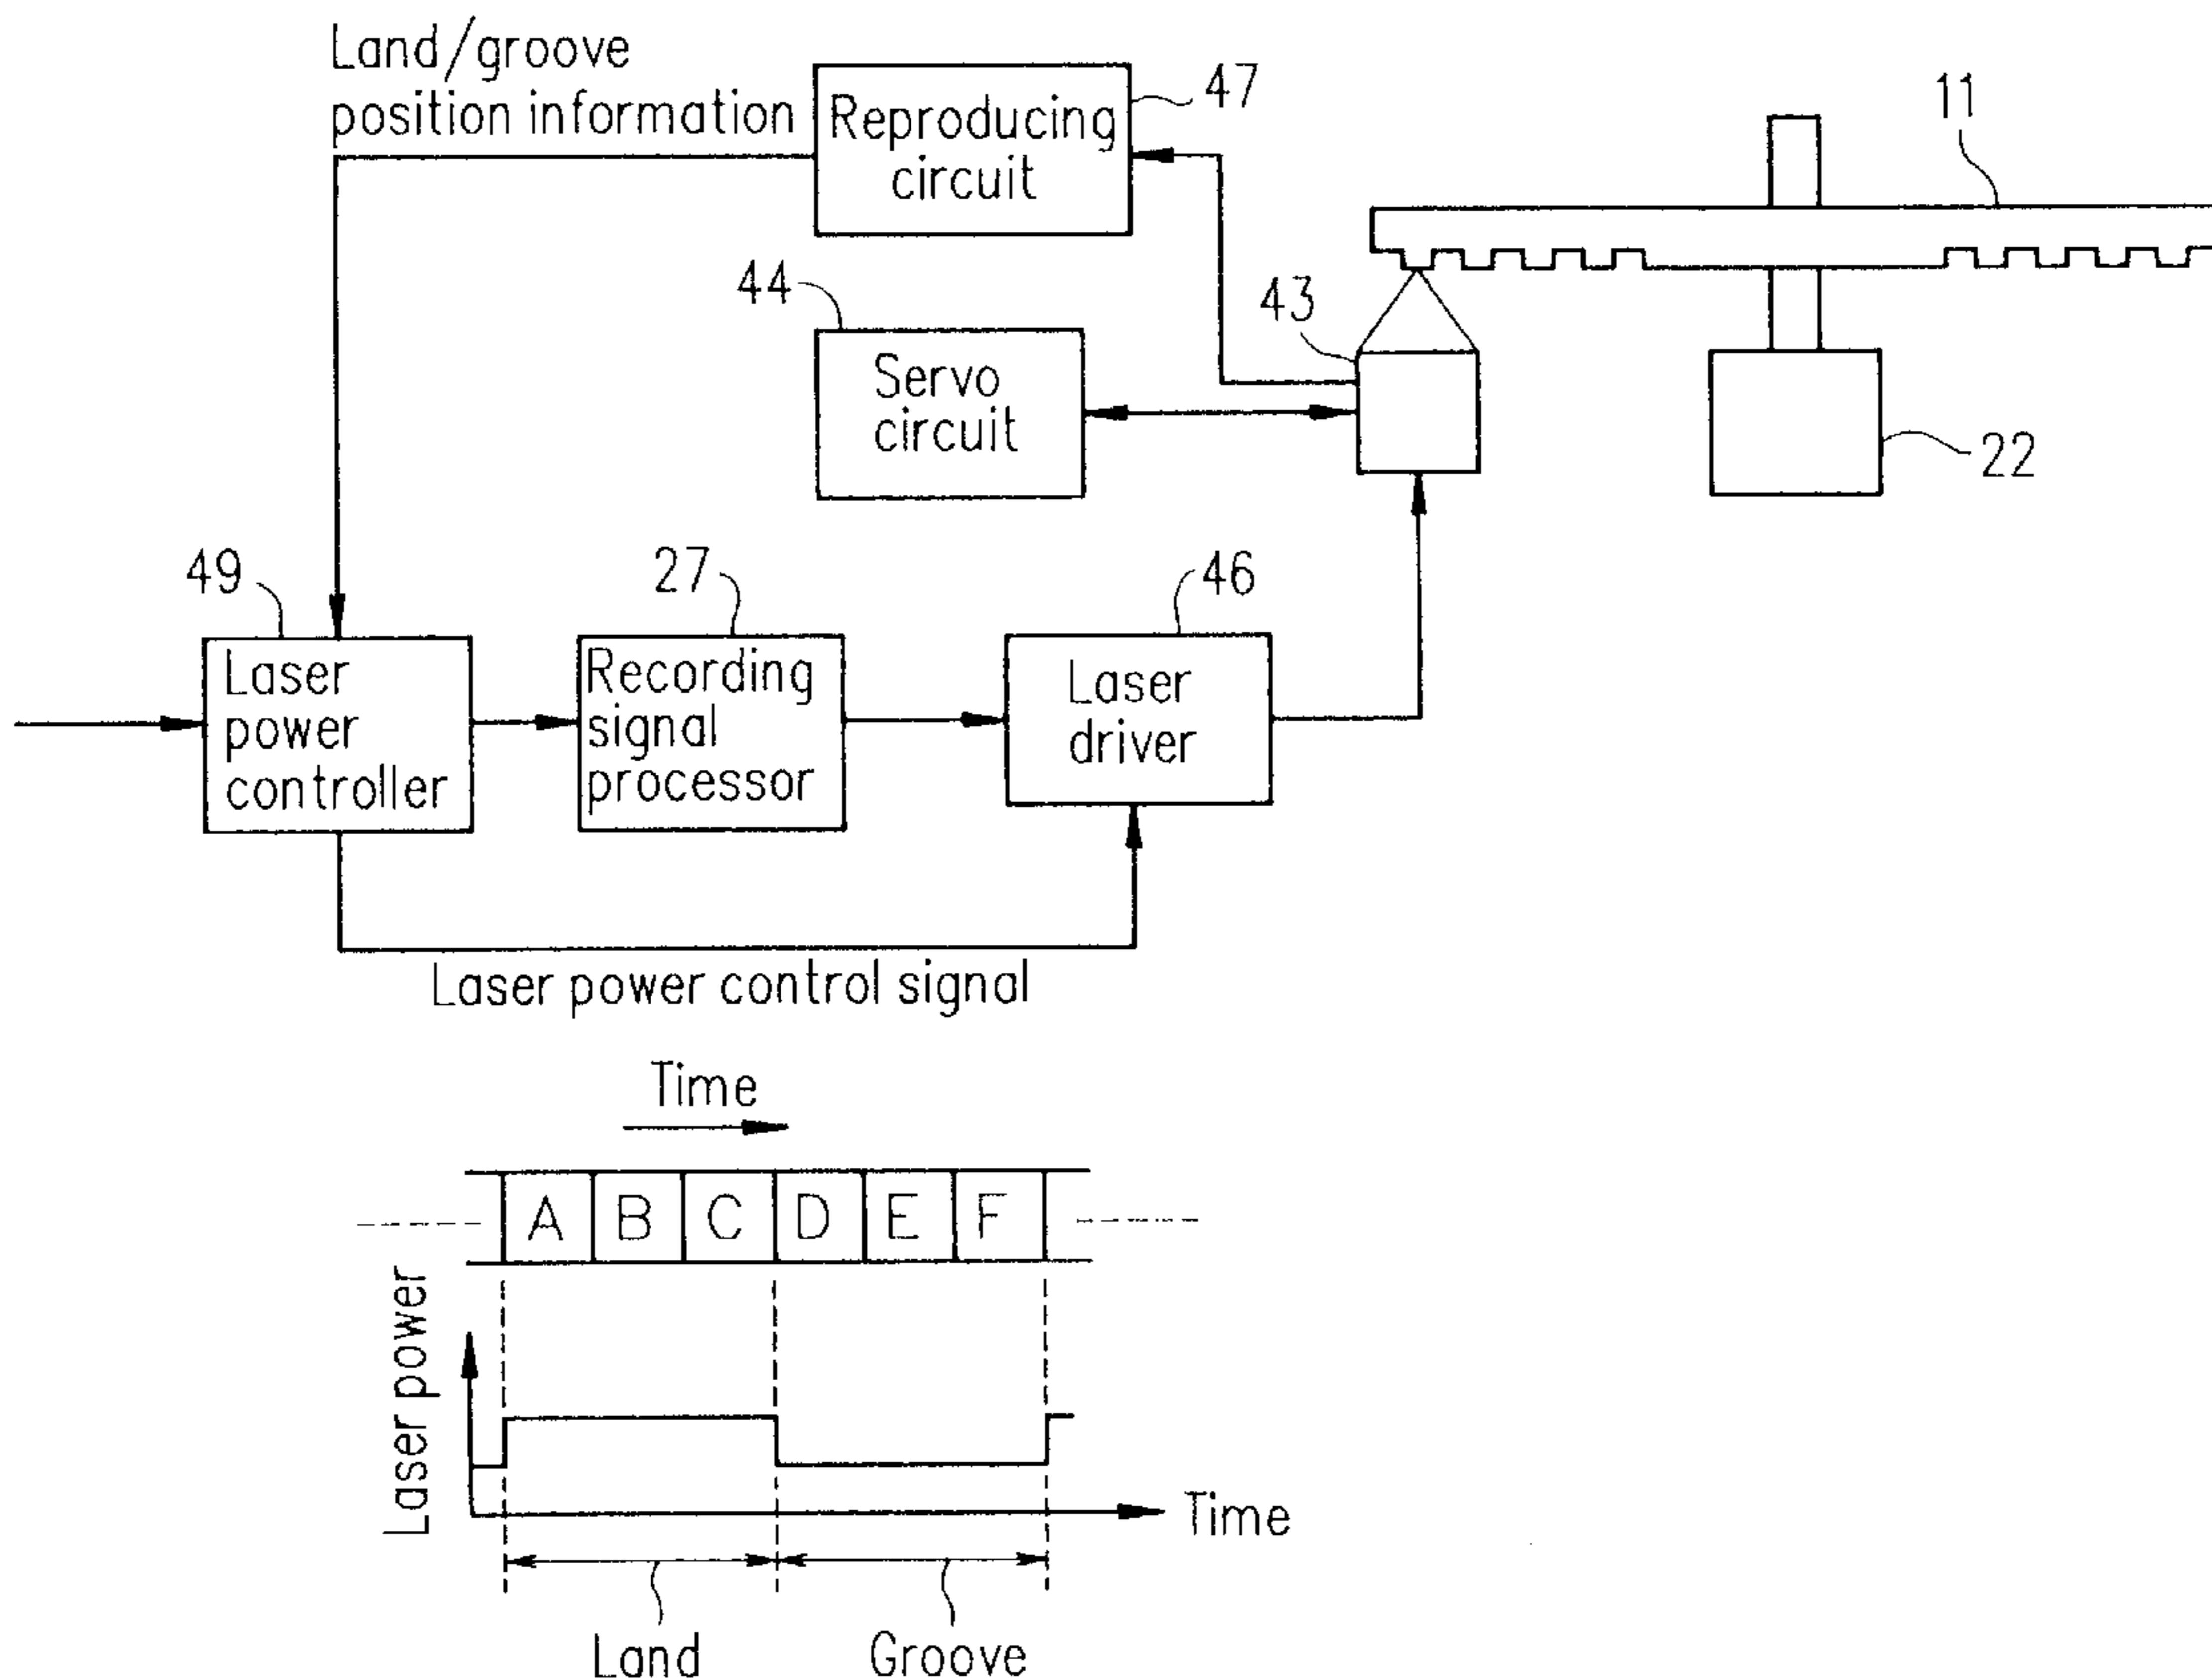 Land/groove
position information
Reproducing
circuit
47
11
44
Servo
circuit
43
22
49
Laser
power
controller
27
Recording
signal
processor
46
Laser
driver
Laser power control signal
Time
A B C D E F
Laser power
Time
Land
Groove